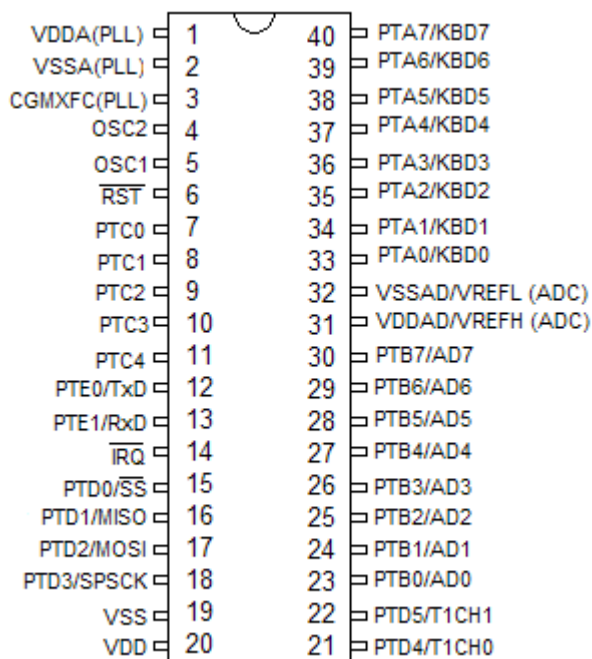 VDDA(PLL) 1 40 PTA7/KBD7
VSSA(PLL) 2 39 PTA6/KBD6
CGMXFC(PLL) 3 38 PTA5/KBD5
OSC2 4 37 PTA4/KBD4
OSC1 5 36 PTA3/KBD3
RST 6 35 PTA2/KBD2
PTC0 7 34 PTA1/KBD1
PTC1 8 33 PTA0/KBD0
PTC2 9 32 VSSAD/VREFL (ADC)
PTC3 10 31 VDDAD/VREFH (ADC)
PTC4 11 30 PTB7/AD7
PTE0/TxD 12 29 PTB6/AD6
PTE1/RxD 13 28 PTB5/AD5
IRQ 14 27 PTB4/AD4
PTD0/SS 15 26 PTB3/AD3
PTD1/MISO 16 25 PTB2/AD2
PTD2/MOSI 17 24 PTB1/AD1
PTD3/SPSCK 18 23 PTB0/AD0
VSS 19 22 PTD5/T1CH1
VDD 20 21 PTD4/T1CH0